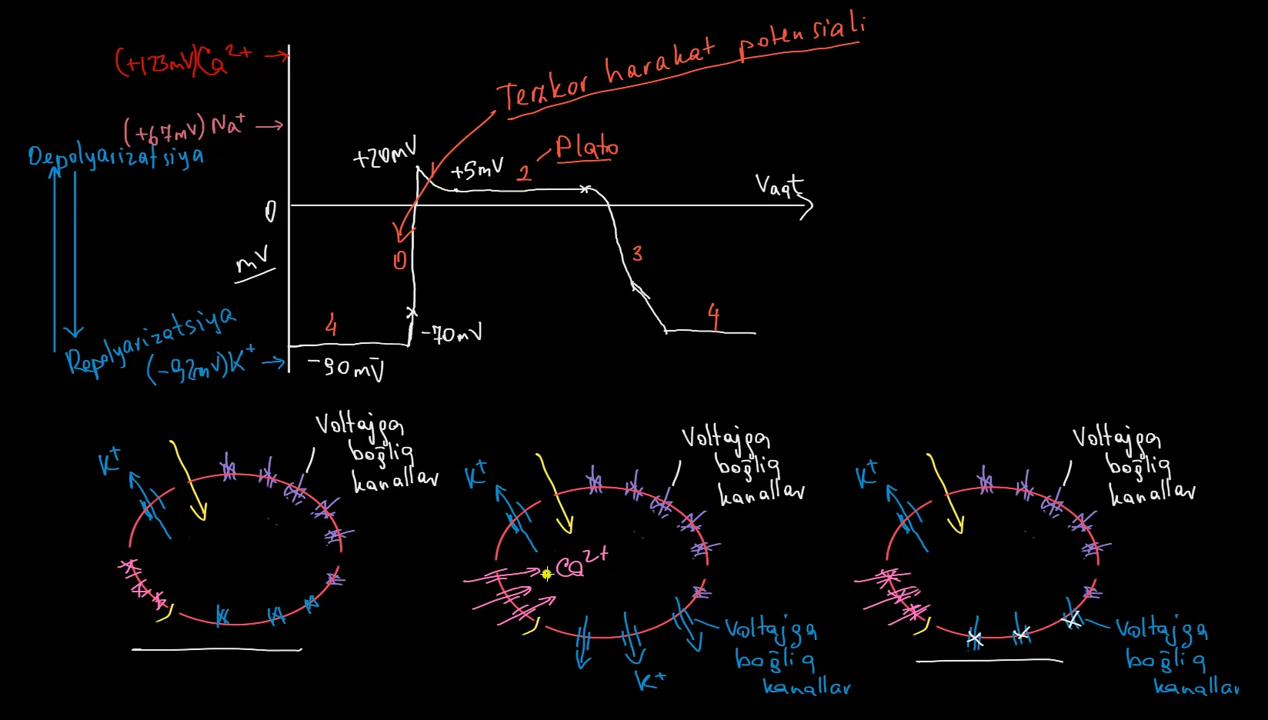 Terzkor harakat potensiali
(+123mV)Ca²⁺
(+67mV)Na⁺
Depolyarizatsiya
+20mV
+5mV
2
Plato
Vaqt
0
mV
0
3
4
4
-70mV
Repolyarizatsiya
(-92mV)K⁺
-90mV
K⁺
Voltajga
bog̃liq
kanallar
K⁺
Voltajga
bog̃liq
kanallar
Ca²⁺
K⁺
Voltajga
bog̃liq
kanallar
K⁺
Voltajga
bog̃liq
kanallar
Voltajga
bog̃liq
kanallar